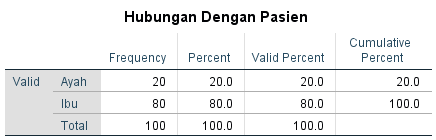 Hubungan Dengan Pasien
Frequency Percent Valid Percent Cumulative Percent
Valid Ayah 20 20.0 20.0 20.0
Ibu 80 80.0 80.0 100.0
Total 100 100.0 100.0